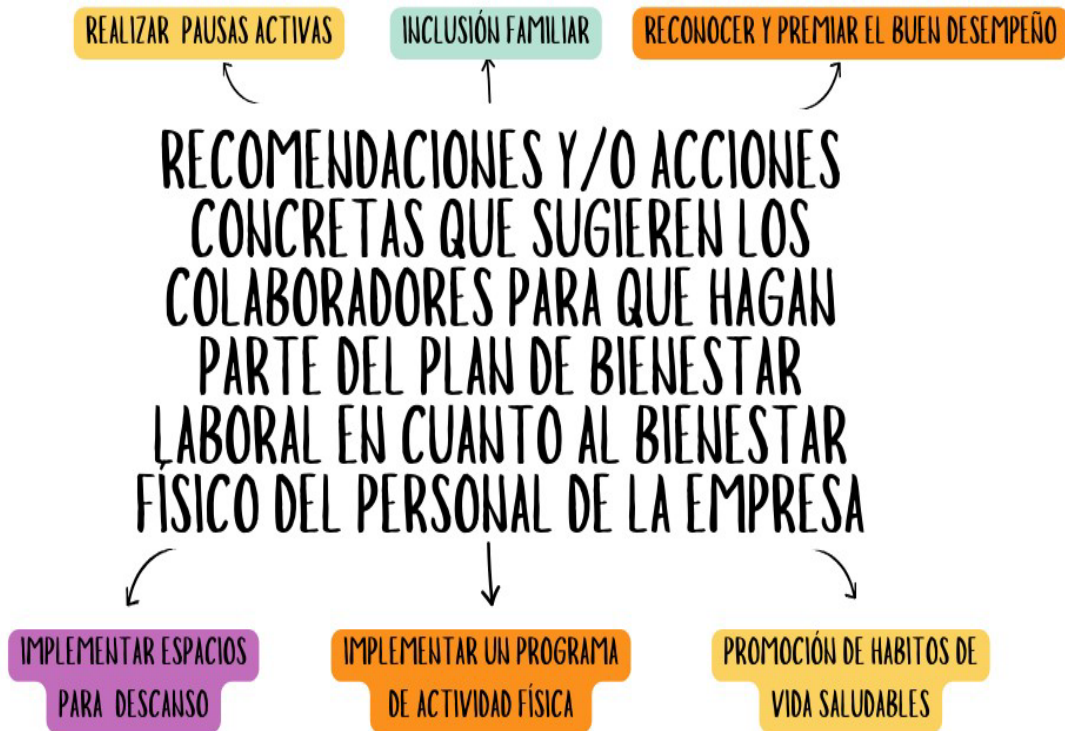 REALIZAR PAUSAS ACTIVAS
INCLUSIÓN FAMILIAR
RECONOCER Y PREMIAR EL BUEN DESEMPEÑO
RECOMENDACIONES Y/O ACCIONES
CONCRETAS QUE SUGIEREN LOS
COLABORADORES PARA QUE HAGAN
PARTE DEL PLAN DE BIENESTAR
LABORAL EN CUANTO AL BIENESTAR
FÍSICO DEL PERSONAL DE LA EMPRESA
IMPLEMENTAR ESPACIOS
PARA DESCANSO
IMPLEMENTAR UN PROGRAMA
DE ACTIVIDAD FÍSICA
PROMOCIÓN DE HABITOS DE
VIDA SALUDABLES